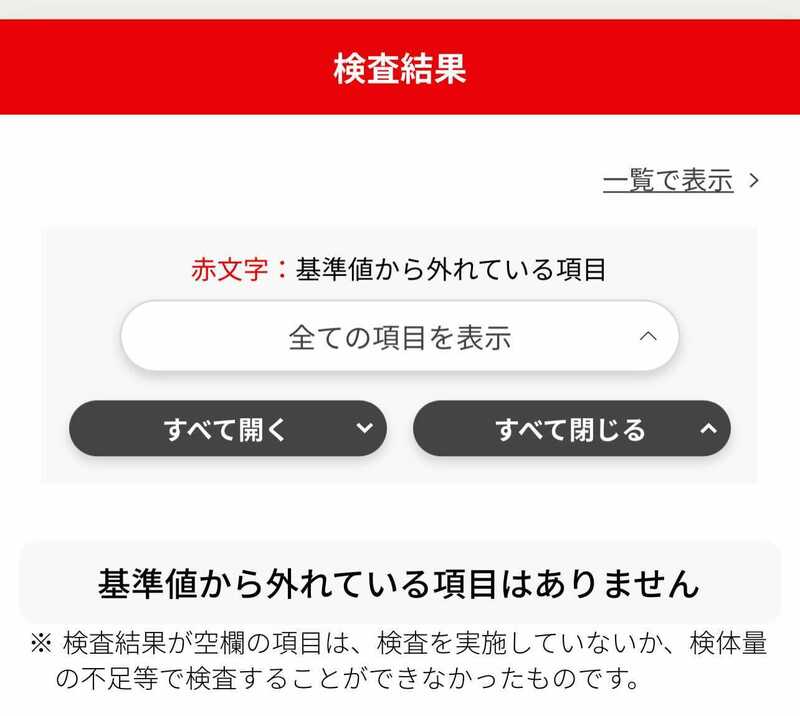 検査結果
一覧で表示
赤文字：基準値から外れている項目
全ての項目を表示
すべて開く
すべて閉じる
基準値から外れている項目はありません
※ 検査結果が空欄の項目は、検査を実施していないか、検体量
の不足等で検査することができなかったものです。